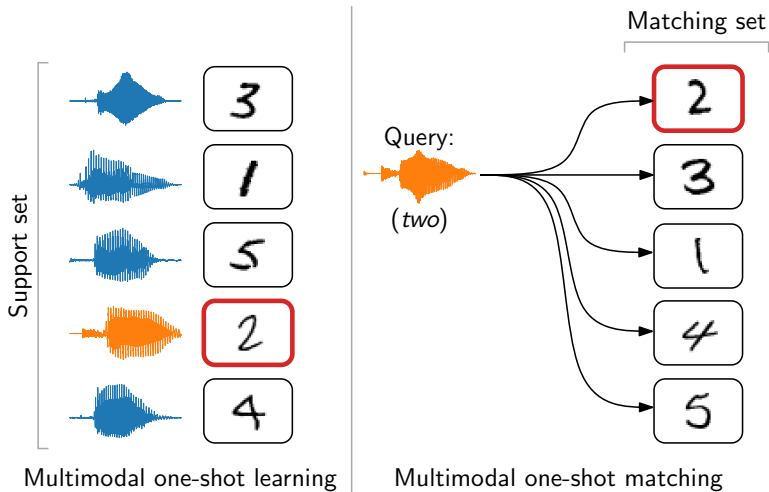 Support set
3
1
5
2
4
Multimodal one-shot learning
Matching set
Query:
(two)
2
3
1
4
5
Multimodal one-shot matching